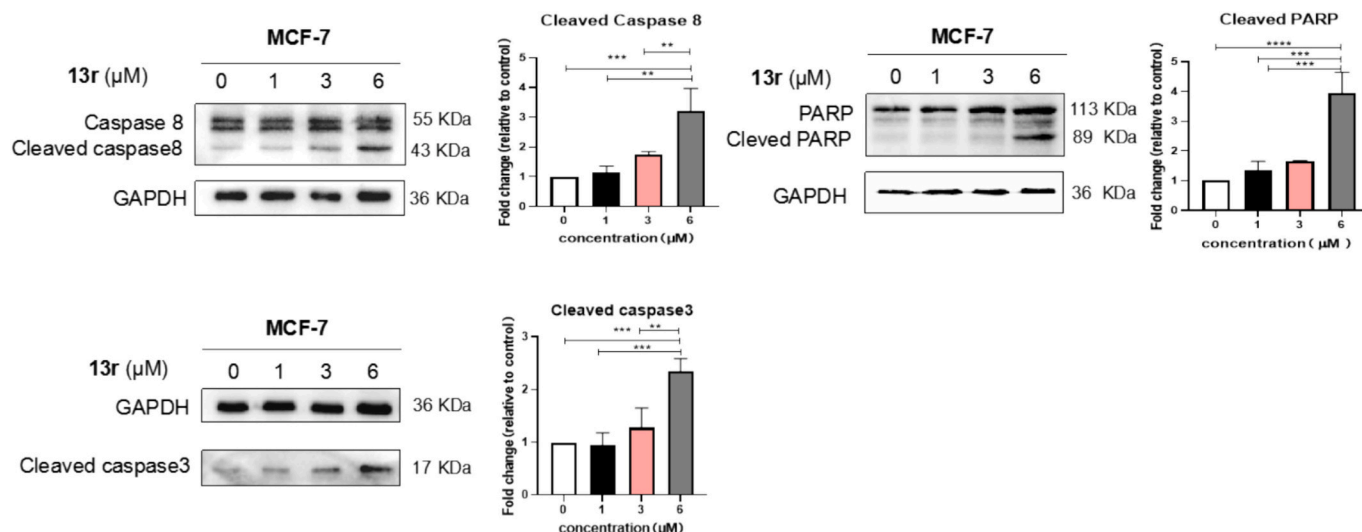 MCF-7
13r (µM) 0 1 3 6
Caspase 8 55 KDa
Cleaved caspase8 43 KDa
GAPDH 36 KDa
Cleaved Caspase 8
Fold change (relative to control)
*** **
**
5
4
3
2
1
0
0 1 3 6
concentration (µM)
MCF-7
13r (µM) 0 1 3 6
PARP 113 KDa
Cleved PARP 89 KDa
GAPDH 36 KDa
Cleaved PARP
Fold change (relative to control)
****
***
***
5
4
3
2
1
0
0 1 3 6
concentration ( µM )
MCF-7
13r (µM) 0 1 3 6
GAPDH 36 KDa
Cleaved caspase3 17 KDa
Cleaved caspase3
Fold change (relative to control)
*** **
***
3
2
1
0
0 1 3 6
concentration (µM)